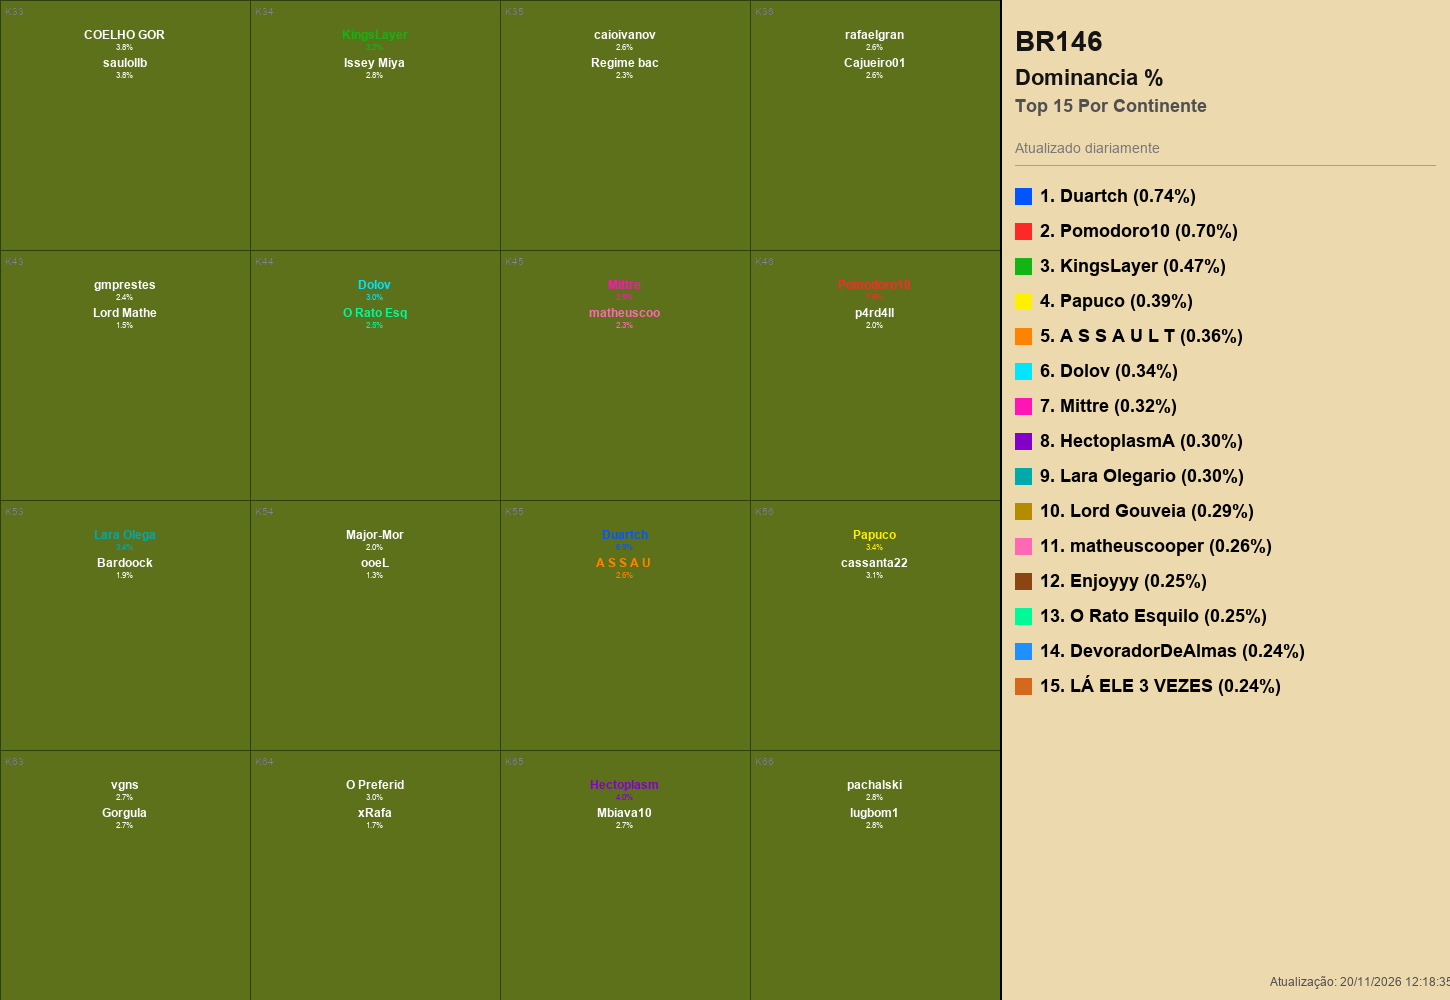 K33
COELHO GOR
3.8%
saulollb
3.8%
K34
KingsLayer
Issey Miya
2.8%
K35
caioivanov
2.6%
Regime bac
2.3%
K36
rafaelgran
2.6%
Cajueiro01
2.6%
K43
gmprestes
2.4%
Lord Mathe
1.5%
K44
Dolov
3.0%
O Rato Esq
2.5%
K45
Mittre
matheuscoo
2.3%
K46
Pomodoro10
p4rd4ll
2.0%
K53
Lara Olega
Bardoock
1.9%
K54
Major-Mor
2.0%
ooeL
1.3%
K55
Duartch
A S S A U
2.6%
K56
Papuco
3.4%
cassanta22
3.1%
K63
vgns
2.7%
Gorgula
2.7%
K64
O Preferid
3.0%
xRafa
1.7%
K65
Hectoplasm
Mbiava10
2.7%
K66
pachalski
2.8%
lugbom1
2.8%
BR146
Dominancia %
Top 15 Por Continente
Atualizado diariamente
1. Duartch (0.74%)
2. Pomodoro10 (0.70%)
3. KingsLayer (0.47%)
4. Papuco (0.39%)
5. A S S A U L T (0.36%)
6. Dolov (0.34%)
7. Mittre (0.32%)
8. HectoplasmA (0.30%)
9. Lara Olegario (0.30%)
10. Lord Gouveia (0.29%)
11. matheuscooper (0.26%)
12. Enjoyyy (0.25%)
13. O Rato Esquilo (0.25%)
14. DevoradorDeAlmas (0.24%)
15. LÁ ELE 3 VEZES (0.24%)
Atualização: 20/11/2026 12:18:35